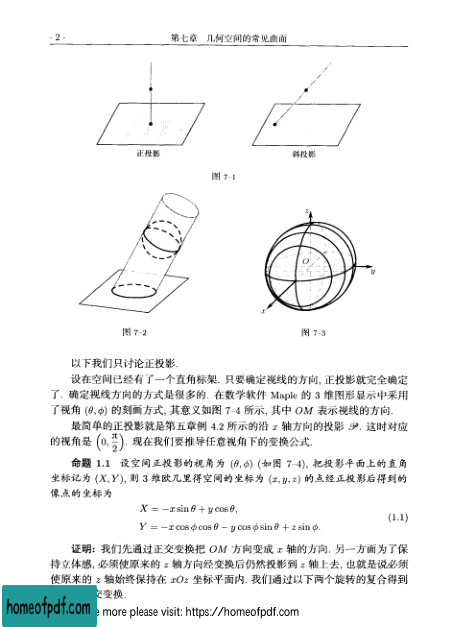 · 2 ·
第七章 几何空间的常见曲面
正投影
斜投影
图 7-1
z
O
y
x
图 7-2
图 7-3
以下我们只讨论正投影.
设在空间已经有了一个直角标架. 只要确定视线的方向, 正投影就完全确定
了. 确定视线方向的方式是很多的. 在数学软件 Maple 的 3 维图形显示中采用
了视角 (θ, φ) 的刻画方式, 其意义如图 7-4 所示, 其中 OM 表示视线的方向.
最简单的正投影就是第五章例 4.2 所示的沿 z 轴方向的投影 𝒫. 这时对应
的视角是 (0, π/2). 现在我们要推导任意视角下的变换公式.
命题 1.1 设空间正投影的视角为 (θ, φ) (如图 7-4), 把投影平面上的直角
坐标记为 (X, Y), 则 3 维欧几里得空间的坐标为 (x, y, z) 的点经正投影后得到的
像点的坐标为
X = −x sin θ + y cos θ,
Y = −x cos φ cos θ − y cos φ sin θ + z sin φ.
(1.1)
证明: 我们先通过正交变换把 OM 方向变成 x 轴的方向. 另一方面为了保
持立体感, 必须使原来的 z 轴方向经变换后仍然投影到 z 轴上去, 也就是说必须
使原来的 z 轴始终保持在 xOz 坐标平面内. 我们通过以下两个旋转的复合得到
交变换.
homeofpdf.com
e more please visit: https://homeofpdf.com